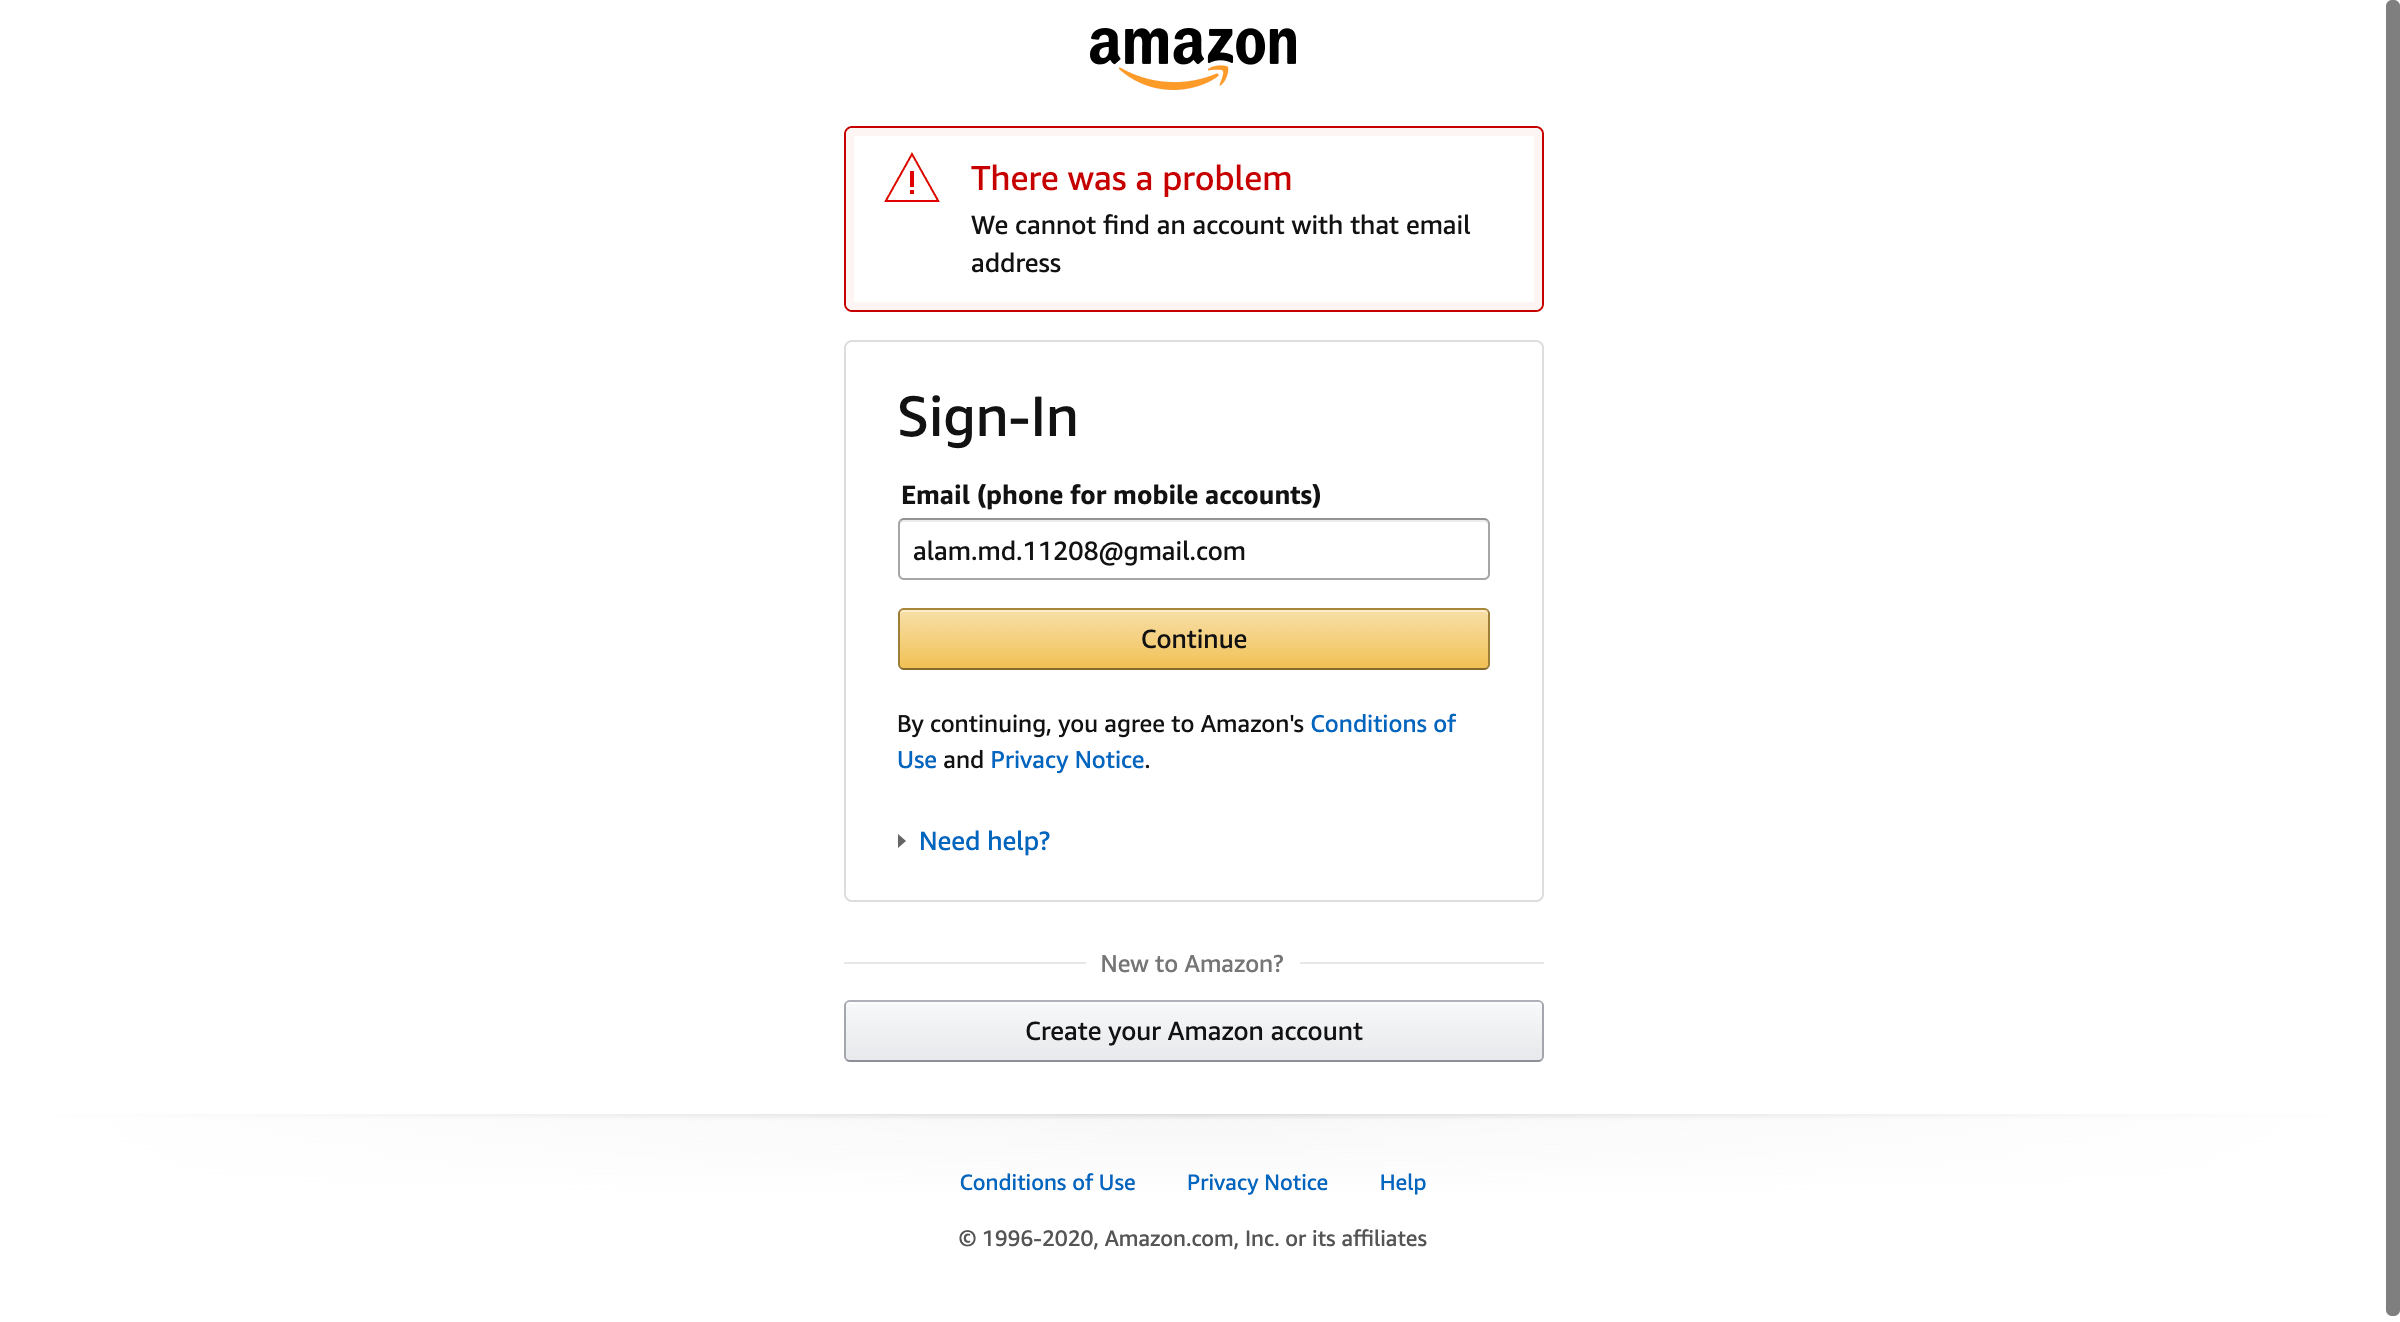 amazon
There was a problem
We cannot find an account with that email
address
Sign-In
Email (phone for mobile accounts)
alam.md.11208@gmail.com
Continue
By continuing, you agree to Amazon's Conditions of
Use and Privacy Notice.
Need help?
New to Amazon?
Create your Amazon account
Conditions of Use Privacy Notice Help
© 1996-2020, Amazon.com, Inc. or its affiliates